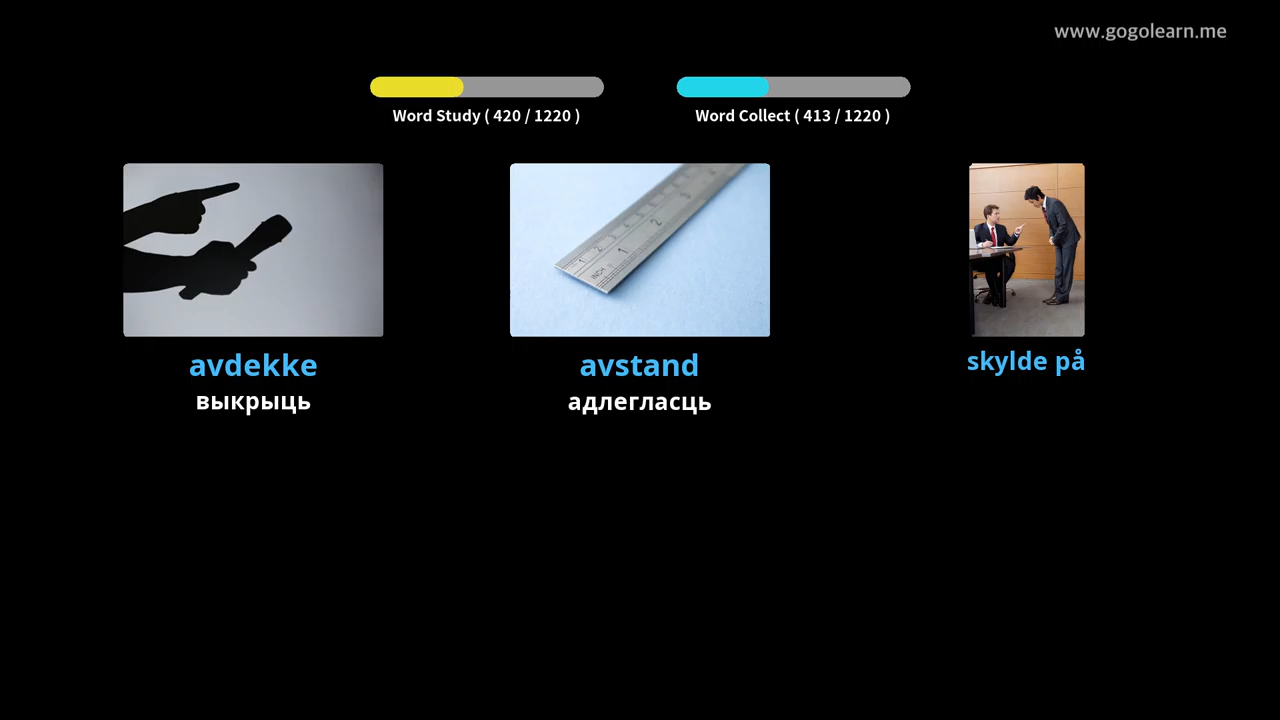 www.gogolearn.me
Word Study ( 420 / 1220 )
Word Collect ( 413 / 1220 )
avdekke
выкрыць
avstand
адлегласць
skylde på